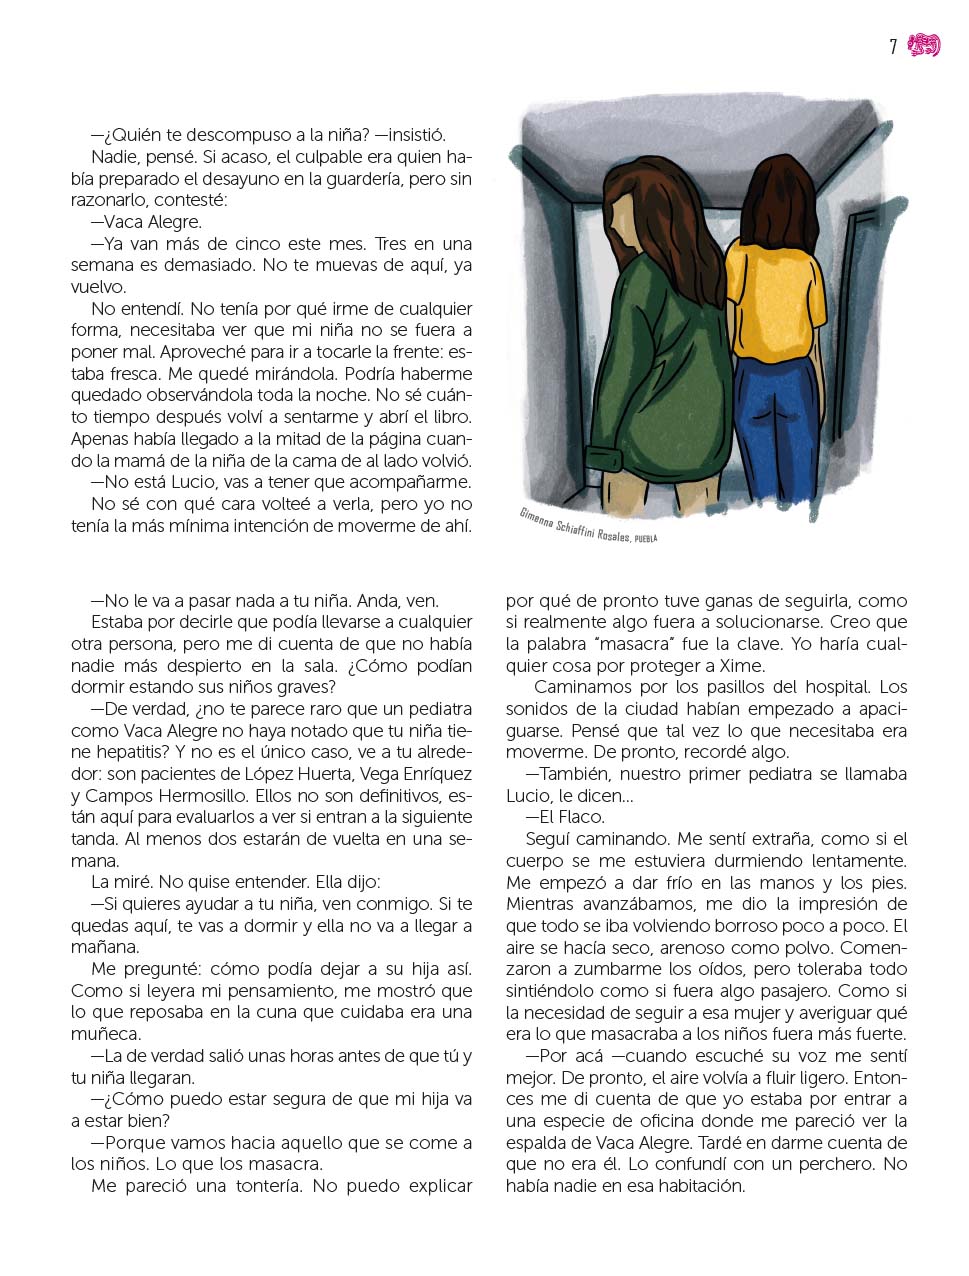 7
—¿Quién te descompuso a la niña? —insistió.
Nadie, pensé. Si acaso, el culpable era quien ha-
bía preparado el desayuno en la guardería, pero sin
razonarlo, contesté:
—Vaca Alegre.
—Ya van más de cinco este mes. Tres en una
semana es demasiado. No te muevas de aquí, ya
vuelvo.
No entendí. No tenía por qué irme de cualquier
forma, necesitaba ver que mi niña no se fuera a
poner mal. Aproveché para ir a tocarle la frente: es-
taba fresca. Me quedé mirándola. Podría haberme
quedado observándola toda la noche. No sé cuán-
to tiempo después volví a sentarme y abrí el libro.
Apenas había llegado a la mitad de la página cuan-
do la mamá de la niña de la cama de al lado volvió.
—No está Lucio, vas a tener que acompañarme.
No sé con qué cara volteé a verla, pero yo no
tenía la más mínima intención de moverme de ahí.
Gimenna Schiaffini Rosales, PUEBLA
—No le va a pasar nada a tu niña. Anda, ven.
Estaba por decirle que podía llevarse a cualquier
otra persona, pero me di cuenta de que no había
nadie más despierto en la sala. ¿Cómo podían
dormir estando sus niños graves?
—De verdad, ¿no te parece raro que un pediatra
como Vaca Alegre no haya notado que tu niña tie-
ne hepatitis? Y no es el único caso, ve a tu alrede-
dor: son pacientes de López Huerta, Vega Enríquez
y Campos Hermosillo. Ellos no son definitivos, es-
tán aquí para evaluarlos a ver si entran a la siguiente
tanda. Al menos dos estarán de vuelta en una se-
mana.
La miré. No quise entender. Ella dijo:
—Si quieres ayudar a tu niña, ven conmigo. Si te
quedas aquí, te vas a dormir y ella no va a llegar a
mañana.
Me pregunté: cómo podía dejar a su hija así.
Como si leyera mi pensamiento, me mostró que
lo que reposaba en la cuna que cuidaba era una
muñeca.
—La de verdad salió unas horas antes de que tú y
tu niña llegaran.
—¿Cómo puedo estar segura de que mi hija va
a estar bien?
—Porque vamos hacia aquello que se come a
los niños. Lo que los masacra.
Me pareció una tontería. No puedo explicar
por qué de pronto tuve ganas de seguirla, como
si realmente algo fuera a solucionarse. Creo que
la palabra “masacra” fue la clave. Yo haría cual-
quier cosa por proteger a Xime.
Caminamos por los pasillos del hospital. Los
sonidos de la ciudad habían empezado a apaci-
guarse. Pensé que tal vez lo que necesitaba era
moverme. De pronto, recordé algo.
—También, nuestro primer pediatra se llamaba
Lucio, le dicen...
—El Flaco.
Seguí caminando. Me sentí extraña, como si el
cuerpo se me estuviera durmiendo lentamente.
Me empezó a dar frío en las manos y los pies.
Mientras avanzábamos, me dio la impresión de
que todo se iba volviendo borroso poco a poco. El
aire se hacía seco, arenoso como polvo. Comen-
zaron a zumbarme los oídos, pero toleraba todo
sintiéndolo como si fuera algo pasajero. Como si
la necesidad de seguir a esa mujer y averiguar qué
era lo que masacraba a los niños fuera más fuerte.
—Por acá —cuando escuché su voz me sentí
mejor. De pronto, el aire volvía a fluir ligero. Enton-
ces me di cuenta de que yo estaba por entrar a
una especie de oficina donde me pareció ver la
espalda de Vaca Alegre. Tardé en darme cuenta de
que no era él. Lo confundí con un perchero. No
había nadie en esa habitación.